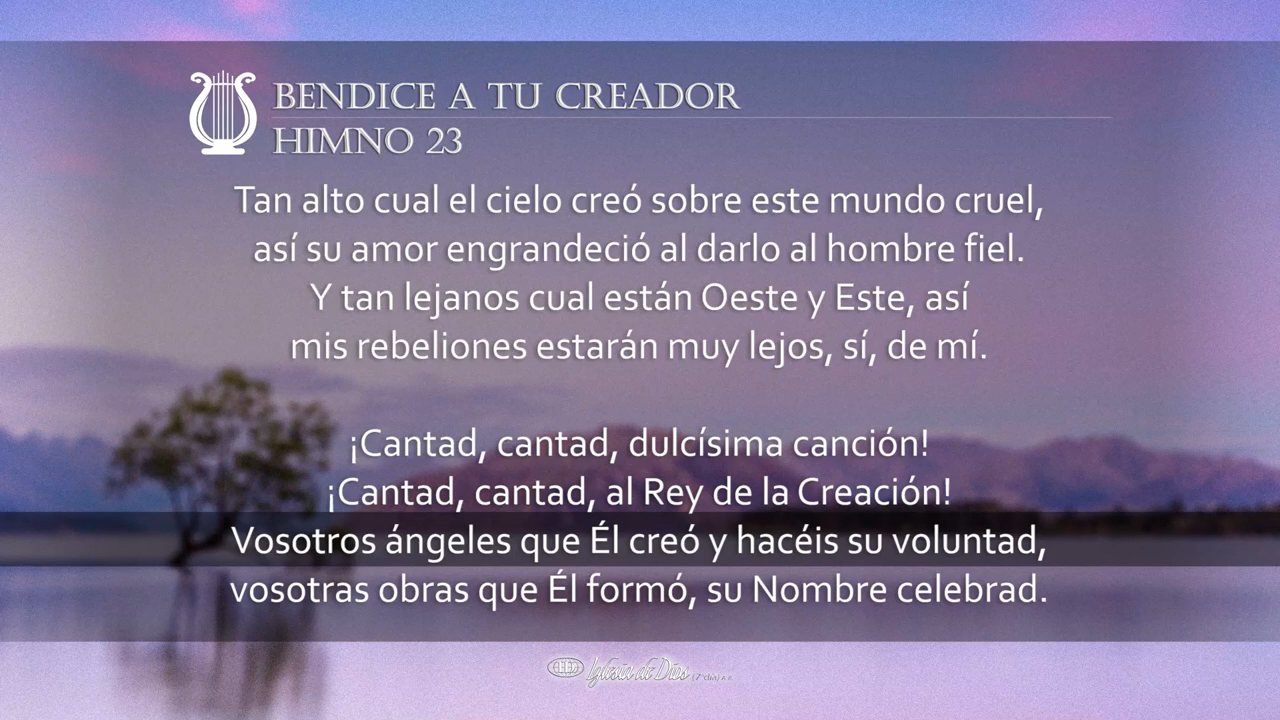 BENDICE A TU CREADOR
HIMNO 23
Tan alto cual el cielo creó sobre este mundo cruel,
así su amor engrandeció al darlo al hombre fiel.
Y tan lejanos cual están Oeste y Este, así
mis rebeliones estarán muy lejos, sí, de mí.
¡Cantad, cantad, dulcísima canción!
¡Cantad, cantad, al Rey de la Creación!
Vosotros ángeles que Él creó y hacéis su voluntad,
vosotras obras que Él formó, su Nombre celebrad.
Iglesia de Dios